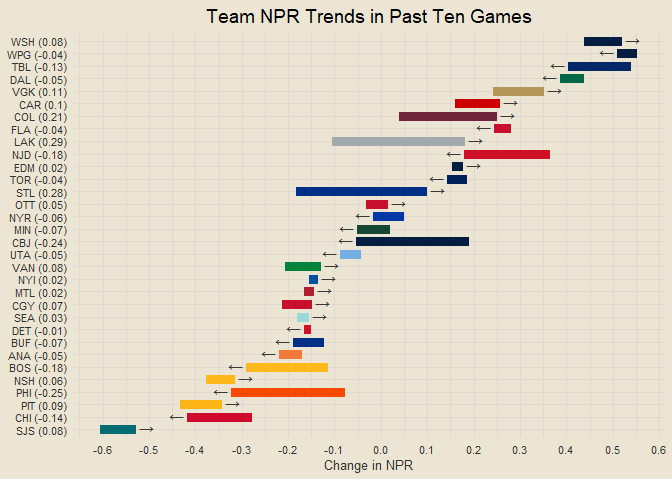 Team NPR Trends in Past Ten Games
WSH (0.08)
WPG (-0.04)
TBL (-0.13)
DAL (-0.05)
VGK (0.11)
CAR (0.1)
COL (0.21)
FLA (-0.04)
LAK (0.29)
NJD (-0.18)
EDM (0.02)
TOR (-0.04)
STL (0.28)
OTT (0.05)
NYR (-0.06)
MIN (-0.07)
CBJ (-0.24)
UTA (-0.05)
VAN (0.08)
NYI (0.02)
MTL (0.02)
CGY (0.07)
SEA (0.03)
DET (-0.01)
BUF (-0.07)
ANA (-0.05)
BOS (-0.18)
NSH (0.06)
PHI (-0.25)
PIT (0.09)
CHI (-0.14)
SJS (0.08)
-0.6 -0.5 -0.4 -0.3 -0.2 -0.1 0.0 0.1 0.2 0.3 0.4 0.5 0.6
Change in NPR